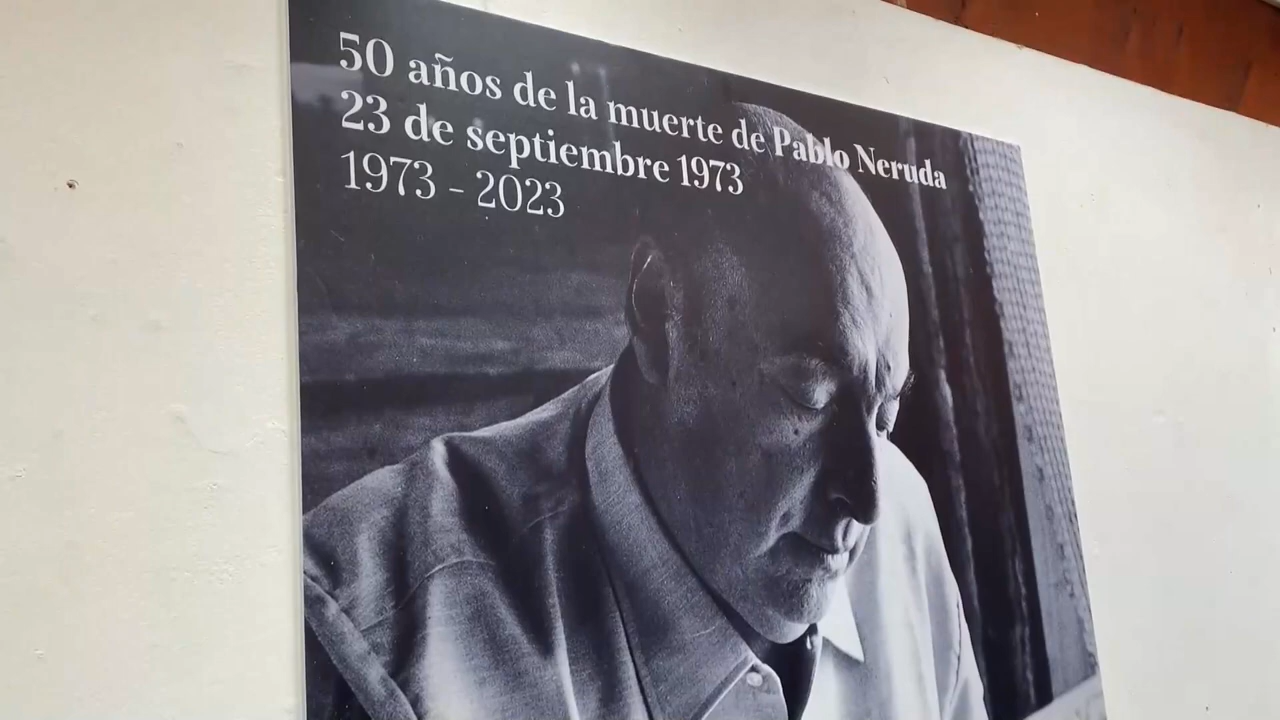 50 años de la muerte de Pablo Neruda
23 de septiembre 1973
1973 - 2023